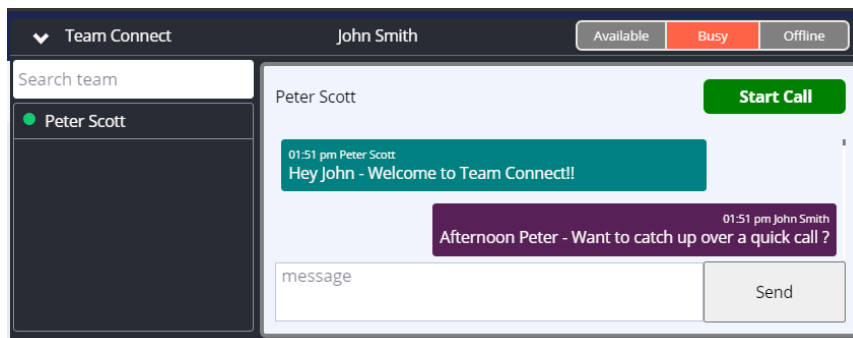 Team Connect
John Smith
Available
Busy
Offline
Search team
Peter Scott
Peter Scott
Start Call
01:51 pm Peter Scott
Hey John - Welcome to Team Connect!!
01:51 pm John Smith
Afternoon Peter - Want to catch up over a quick call ?
message
Send